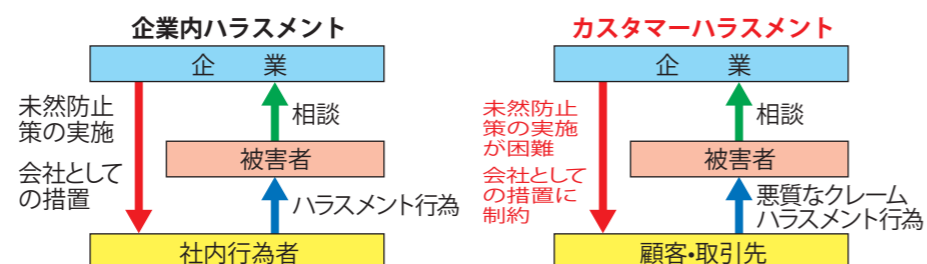 企業内ハラスメント
企　業
未然防止
策の実施
会社として
の措置
相談
被害者
ハラスメント行為
社内行為者
カスタマーハラスメント
企　業
未然防止
策の実施
が困難
会社として
の措置に
制約
相談
被害者
悪質なクレーム
ハラスメント行為
顧客・取引先